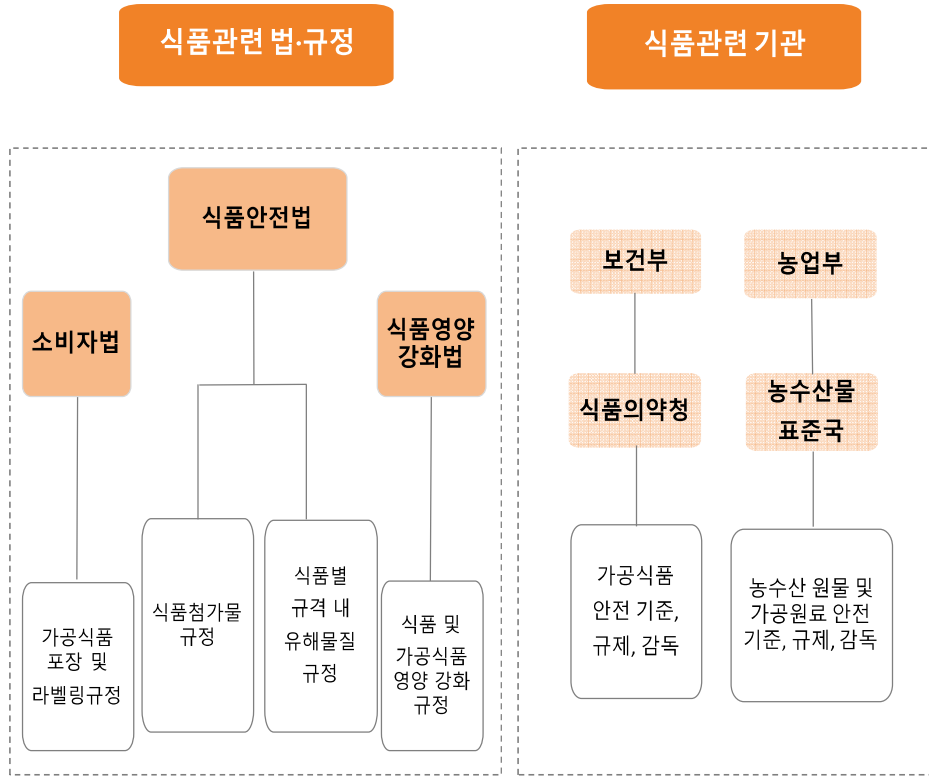 식품관련 법·규정
식품안전법
소비자법
식품영양
강화법
가공식품
포장 및
라벨링규정
식품첨가물
규정
식품별
규격 내
유해물질
규정
식품 및
가공식품
영양 강화
규정
식품관련 기관
보건부
농업부
식품의약청
농수산물
표준국
가공식품
안전 기준,
규제, 감독
농수산 원물 및
가공원료 안전
기준, 규제, 감독